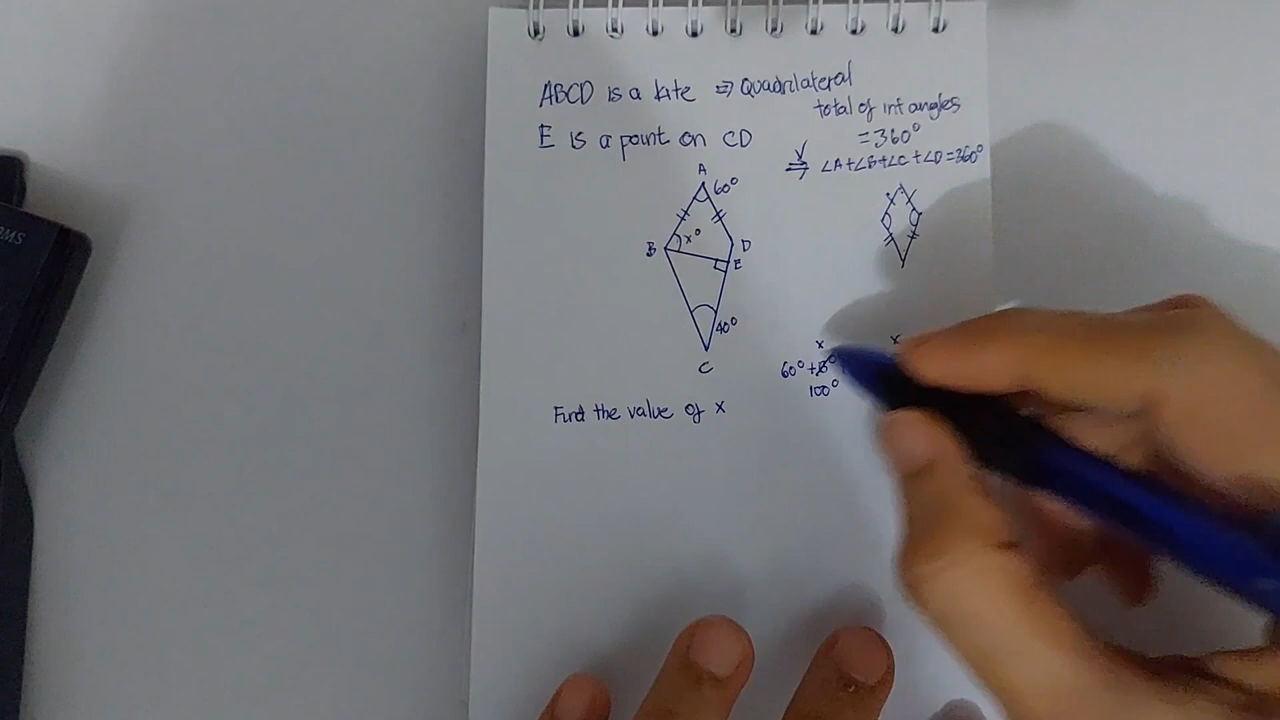 ABCD is a kite ⇒ Quadrilateral
total of int angles
= 360°
E is a point on CD
⇒ ∠A+∠B+∠C+∠D=360°
A
60°
B
x°
D
E
40°
C
x
x
60°+
100°
Find the value of x